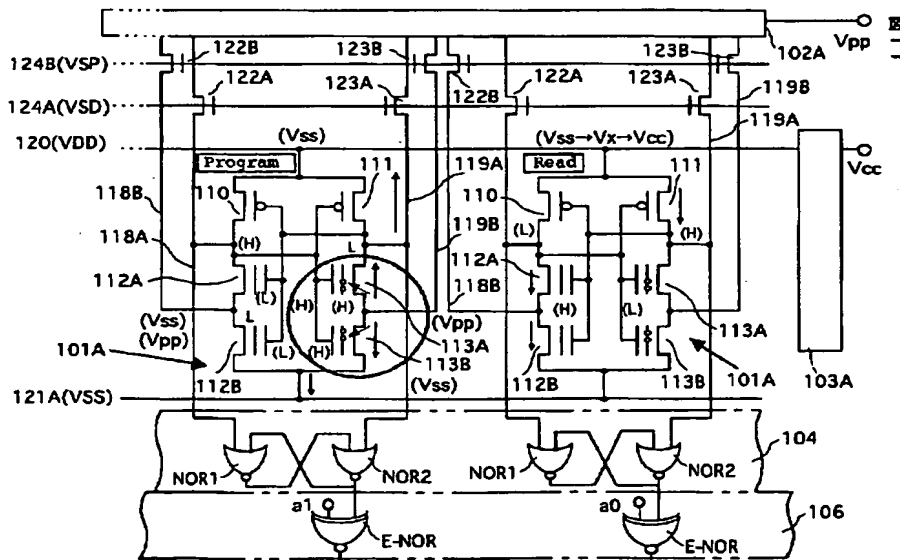 122B 123B 123B 102A Vpp
124B(VSP)
122A 123A 122B 122A 123A 119B
124A(VSD)
119A
120(VDD) (Vss) (Vss→Vx→Vcc)
Vcc
Program 111 119A Read 111
118B 110 119B 110
118A (H) L (L) (H)
112A (L) (H) (H) 112A (H) (L)
118B
(Vss) L (Vpp) 113A
(Vpp) (L) (H) 113A
101A 113B 101A
112B (Vss) 112B 113B 103A
121A(VSS)
104
NOR1 NOR2 NOR1 NOR2
a1 a0
E-NOR E-NOR 106